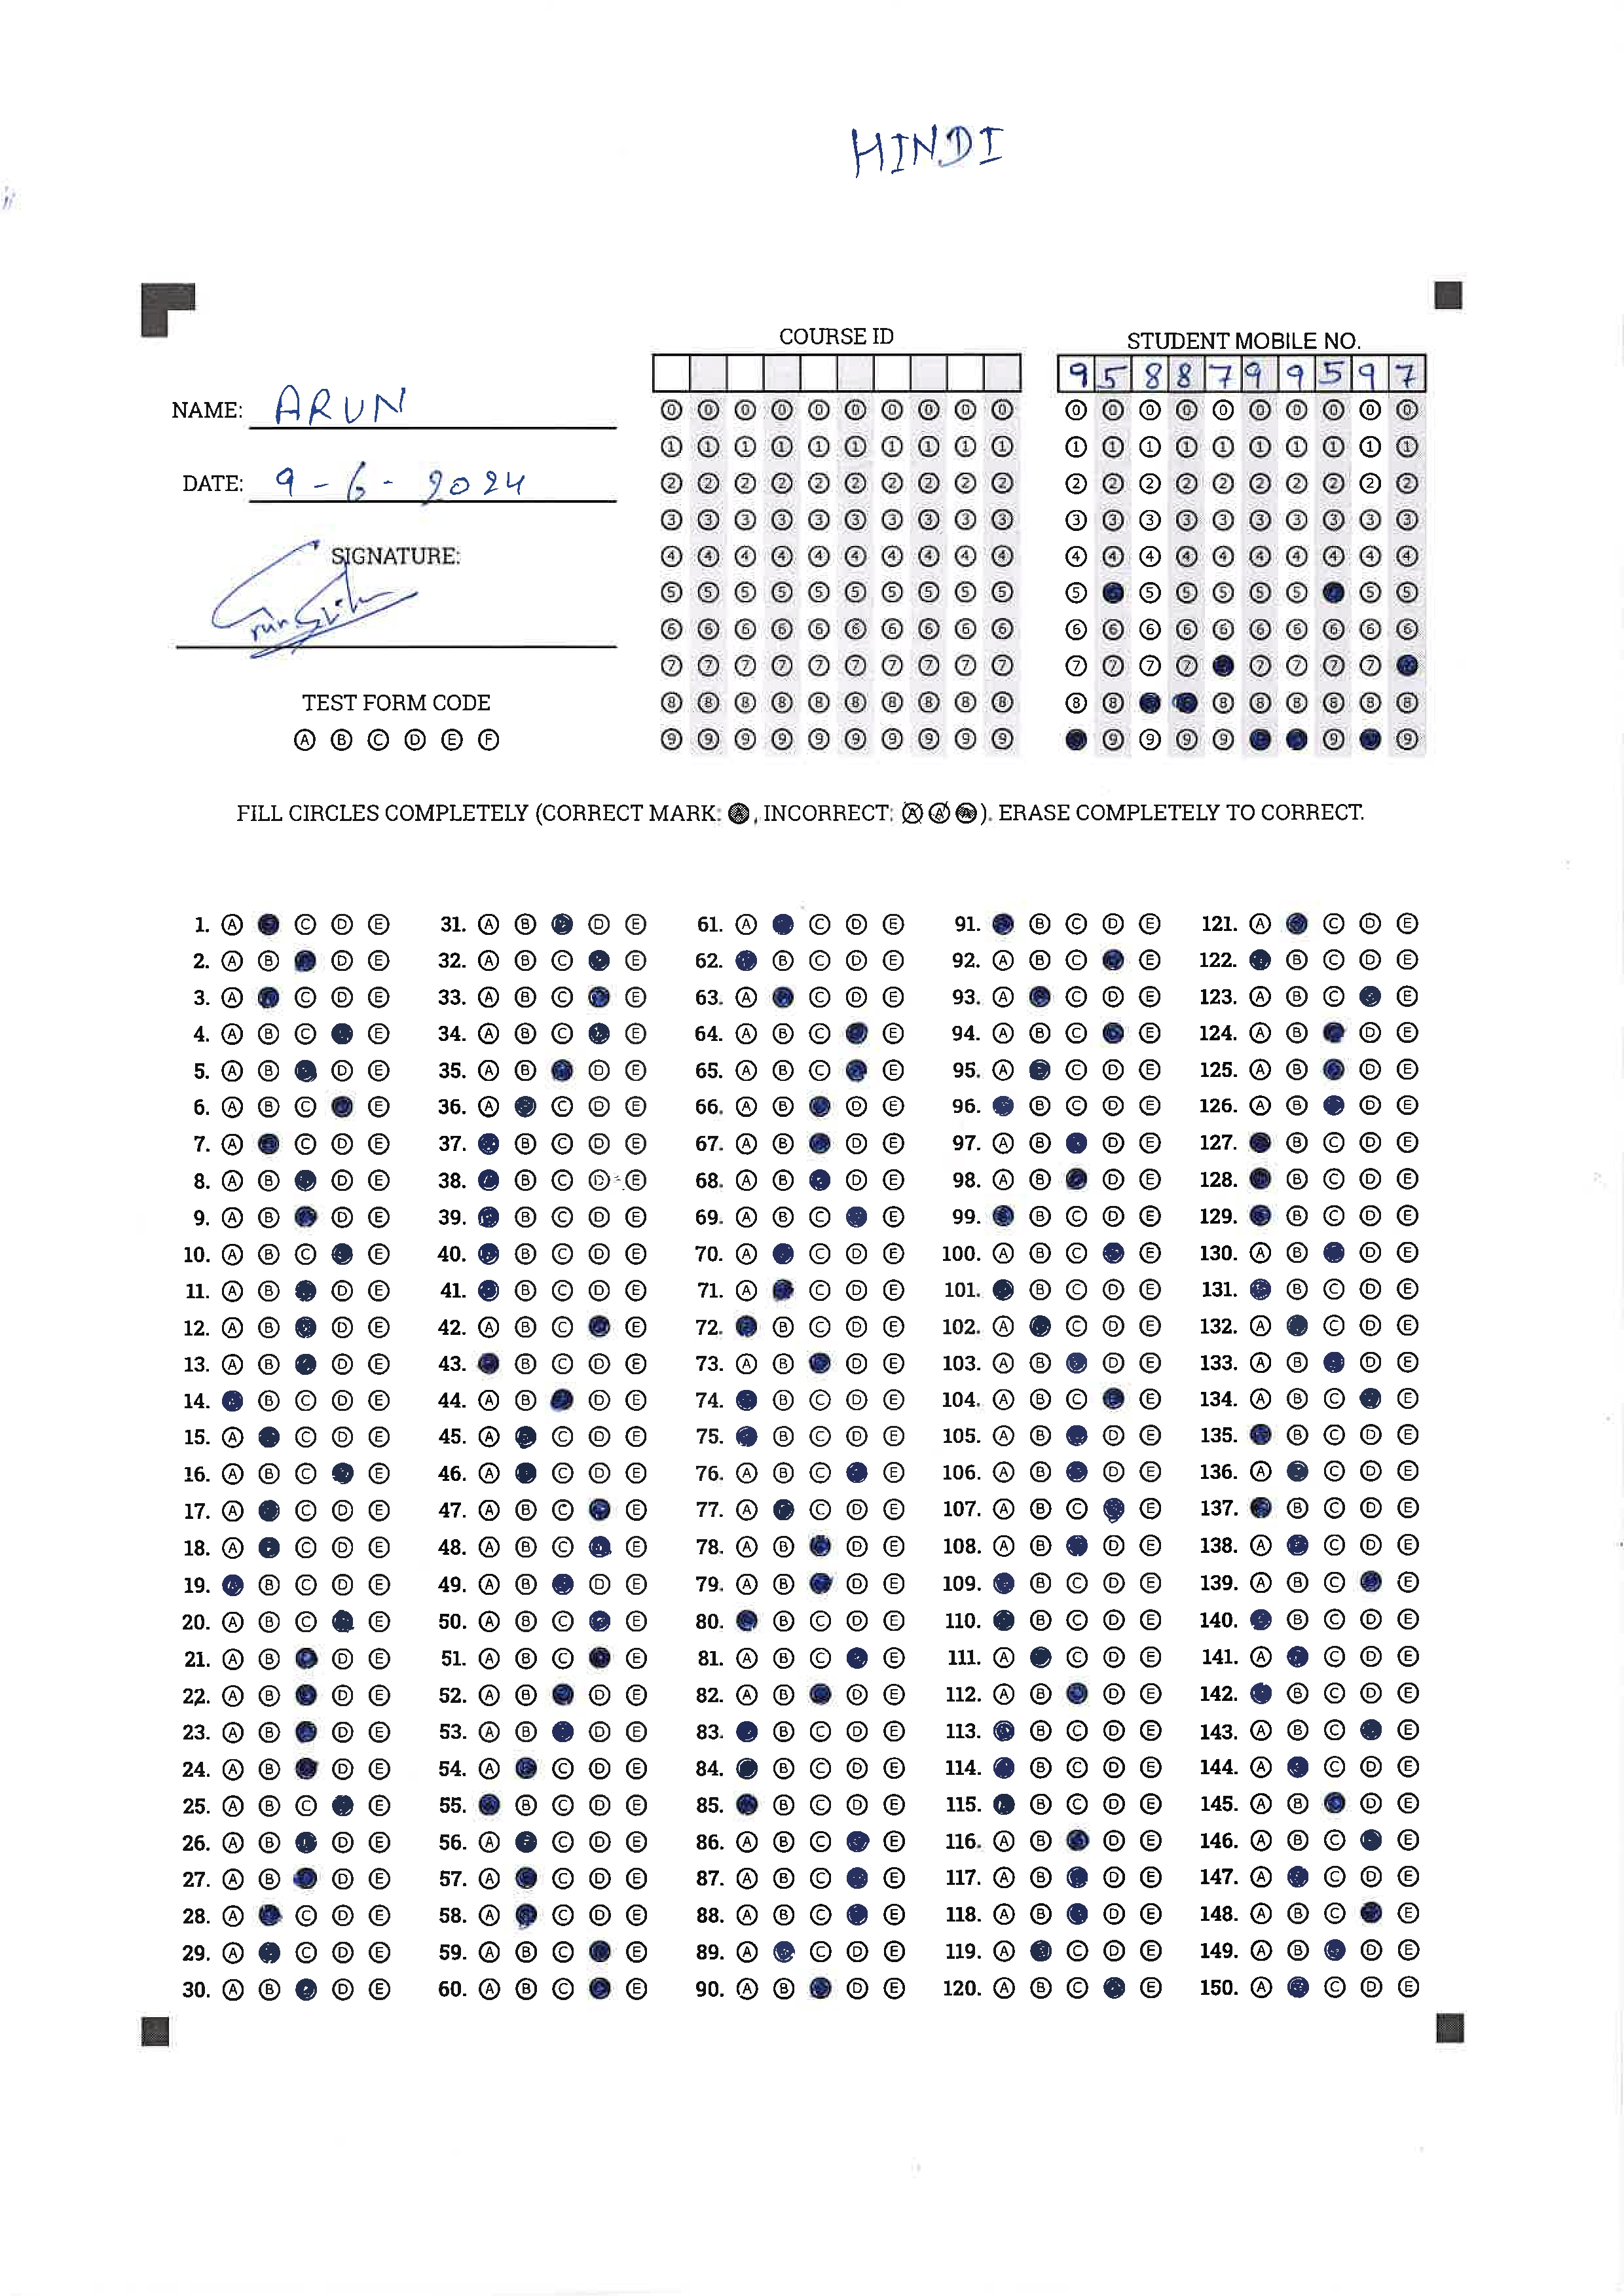 HINDI
COURSE ID
STUDENT MOBILE NO.
9 5 8 8 7 9 9 5 9 7
NAME: ARUN
DATE: 9-6-2024
SIGNATURE:
0 0 0 0 0 0 0 0 0 0 0 0 0 0 0 0 0 0 0 0
1 1 1 1 1 1 1 1 1 1 1 1 1 1 1 1 1 1 1 1
2 2 2 2 2 2 2 2 2 2 2 2 2 2 2 2 2 2 2 2
3 3 3 3 3 3 3 3 3 3 3 3 3 3 3 3 3 3 3 3
4 4 4 4 4 4 4 4 4 4 4 4 4 4 4 4 4 4 4 4
5 5 5 5 5 5 5 5 5 5 5 5 5 5 5 5 5 5
6 6 6 6 6 6 6 6 6 6 6 6 6 6 6 6 6 6 6 6
7 7 7 7 7 7 7 7 7 7 7 7 7 7 7 7 7 7
8 8 8 8 8 8 8 8 8 8 8 8 8 8 8 8 8 8
9 9 9 9 9 9 9 9 9 9 9 9 9 9 9 9
TEST FORM CODE
A B C D E F
FILL CIRCLES COMPLETELY (CORRECT MARK: , INCORRECT: A A A). ERASE COMPLETELY TO CORRECT.
1. A C D E
2. A B D E
3. A C D E
4. A B C E
5. A B D E
6. A B C E
7. A C D E
8. A B D E
9. A B D E
10. A B C E
11. A B D E
12. A B D E
13. A B D E
14. B C D E
15. A C D E
16. A B C E
17. A C D E
18. A C D E
19. B C D E
20. A B C E
21. A B D E
22. A B D E
23. A B D E
24. A B D E
25. A B C E
26. A B D E
27. A B D E
28. A C D E
29. A C D E
30. A B D E
31. A B D E
32. A B C E
33. A B C E
34. A B C E
35. A B D E
36. A C D E
37. B C D E
38. B C D E
39. B C D E
40. B C D E
41. B C D E
42. A B C E
43. B C D E
44. A B D E
45. A C D E
46. A C D E
47. A B C E
48. A B C E
49. A B D E
50. A B C E
51. A B C E
52. A B D E
53. A B D E
54. A C D E
55. B C D E
56. A C D E
57. A C D E
58. A C D E
59. A B C E
60. A B C E
61. A C D E
62. B C D E
63. A C D E
64. A B C E
65. A B C E
66. A B D E
67. A B D E
68. A B D E
69. A B C E
70. A C D E
71. A C D E
72. B C D E
73. A B D E
74. B C D E
75. B C D E
76. A B C E
77. A C D E
78. A B D E
79. A B D E
80. B C D E
81. A B C E
82. A B D E
83. B C D E
84. B C D E
85. B C D E
86. A B C E
87. A B C E
88. A B C E
89. A C D E
90. A B D E
91. B C D E
92. A B C E
93. A C D E
94. A B C E
95. A C D E
96. B C D E
97. A B D E
98. A B D E
99. B C D E
100. A B C E
101. B C D E
102. A C D E
103. A B D E
104. A B C E
105. A B D E
106. A B D E
107. A B C E
108. A B D E
109. B C D E
110. B C D E
111. A C D E
112. A B D E
113. B C D E
114. B C D E
115. B C D E
116. A B D E
117. A B D E
118. A B D E
119. A C D E
120. A B C E
121. A C D E
122. B C D E
123. A B C E
124. A B D E
125. A B D E
126. A B D E
127. B C D E
128. B C D E
129. B C D E
130. A B D E
131. B C D E
132. A C D E
133. A B D E
134. A B C E
135. B C D E
136. A C D E
137. B C D E
138. A C D E
139. A B C E
140. B C D E
141. A C D E
142. B C D E
143. A B C E
144. A C D E
145. A B D E
146. A B C E
147. A C D E
148. A B C E
149. A B D E
150. A C D E